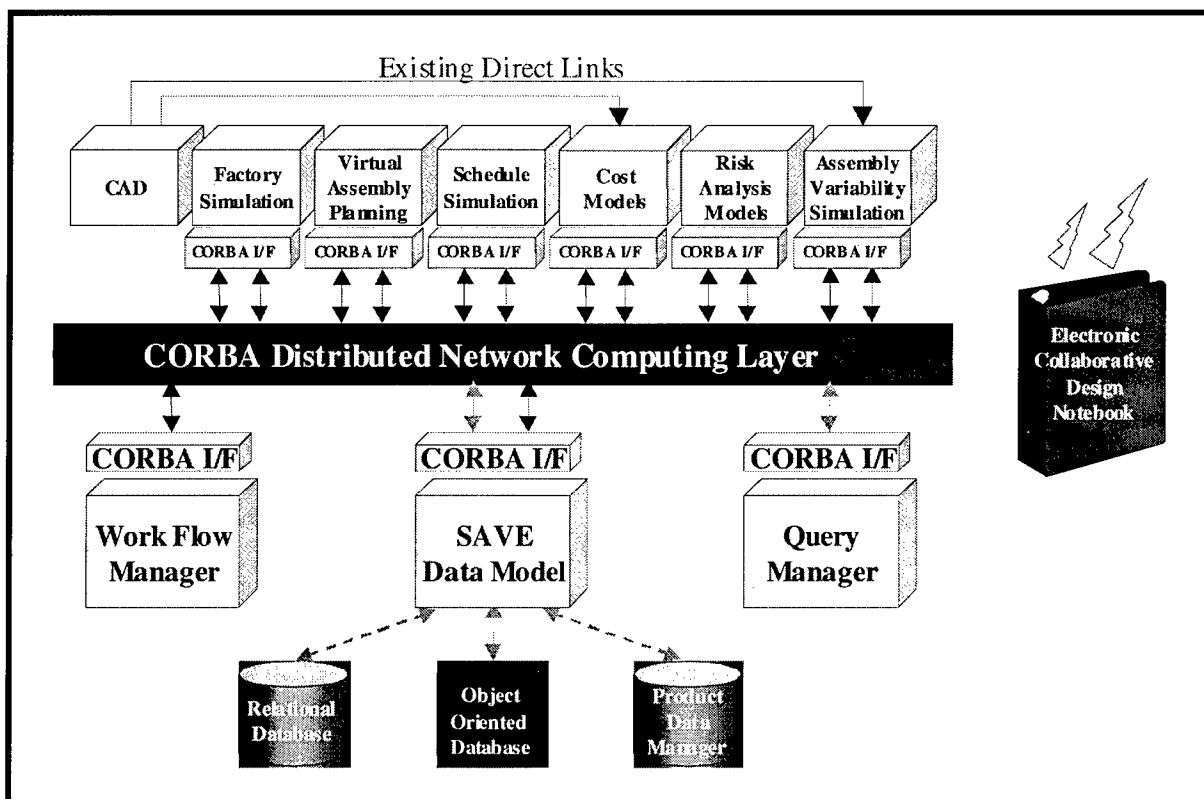 Existing Direct Links
CAD
Factory
Simulation
Virtual
Assembly
Planning
Schedule
Simulation
Cost
Models
Risk
Analysis
Models
Assembly
Variability
Simulation
CORBA I/F
CORBA I/F
CORBA I/F
CORBA I/F
CORBA I/F
CORBA I/F
CORBA Distributed Network Computing Layer
Electronic
Collaborative
Design
Notebook
CORBA I/F
CORBA I/F
CORBA I/F
Work Flow
Manager
SAVE
Data Model
Query
Manager
Relational
Database
Object
Oriented
Database
Product
Data
Manager